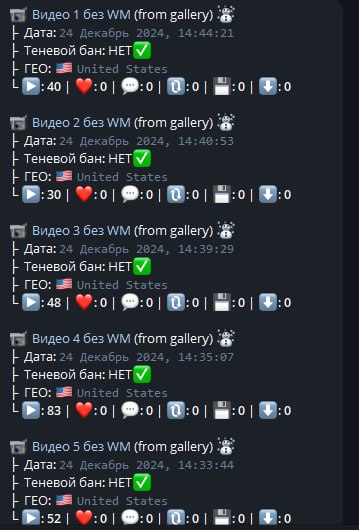 Видео 1 без WM (from gallery)
├ Дата: 24 Декабрь 2024, 14:44:21
├ Теневой бан: НЕТ✅
├ ГЕО: 🇺🇸 United States
└ ▶️:40 | ❤️:0 | 💬:0 | 🔃:0 | 💾:0 | ⬇️:0
Видео 2 без WM (from gallery)
├ Дата: 24 Декабрь 2024, 14:40:53
├ Теневой бан: НЕТ✅
├ ГЕО: 🇺🇸 United States
└ ▶️:30 | ❤️:0 | 💬:0 | 🔃:0 | 💾:0 | ⬇️:0
Видео 3 без WM (from gallery)
├ Дата: 24 Декабрь 2024, 14:39:29
├ Теневой бан: НЕТ✅
├ ГЕО: 🇺🇸 United States
└ ▶️:48 | ❤️:0 | 💬:0 | 🔃:0 | 💾:0 | ⬇️:0
Видео 4 без WM (from gallery)
├ Дата: 24 Декабрь 2024, 14:35:07
├ Теневой бан: НЕТ✅
├ ГЕО: 🇺🇸 United States
└ ▶️:83 | ❤️:0 | 💬:0 | 🔃:0 | 💾:0 | ⬇️:0
Видео 5 без WM (from gallery)
├ Дата: 24 Декабрь 2024, 14:33:44
├ Теневой бан: НЕТ✅
├ ГЕО: 🇺🇸 United States
└ ▶️:52 | ❤️:0 | 💬:0 | 🔃:0 | 💾:0 | ⬇️:0